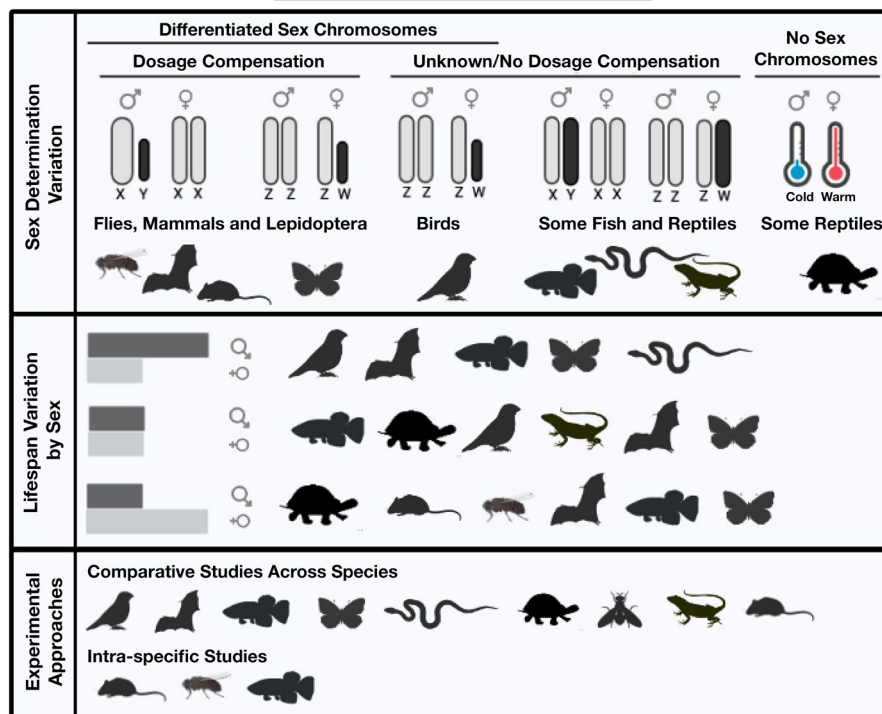 Differentiated Sex Chromosomes
No Sex
Chromosomes
Dosage Compensation
Unknown/No Dosage Compensation
♂ ♀ ♂ ♀ ♂ ♀ ♂ ♀ ♂ ♀ ♂ ♀
X Y X X Z Z Z W Z Z Z W X Y X X Z Z Z W
Cold Warm
Flies, Mammals and Lepidoptera Birds Some Fish and Reptiles Some Reptiles
Sex Determination
Variation
Lifespan Variation
by Sex
♂
♀
♂
♀
♂
♀
Experimental
Approaches
Comparative Studies Across Species
Intra-specific Studies